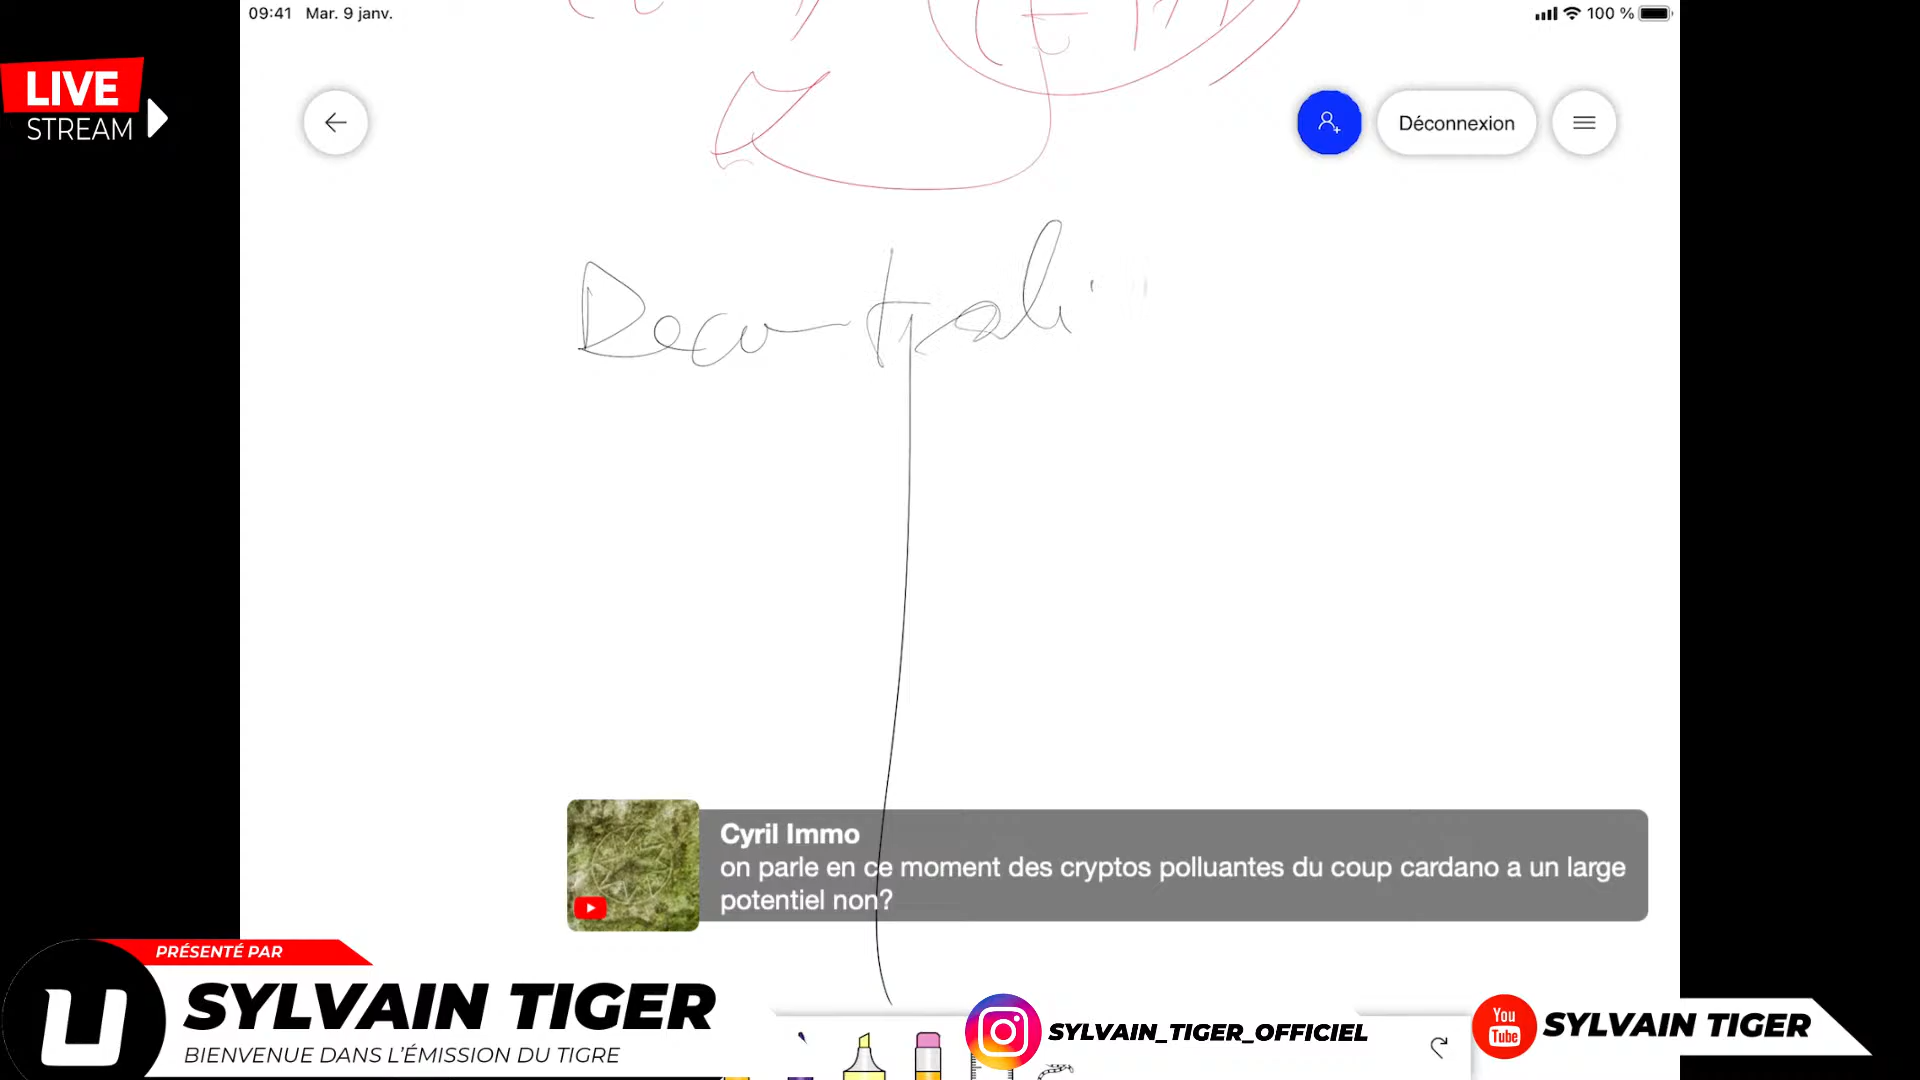 09:41 Mar. 9 janv.
100 %
LIVE
STREAM
Déconnexion
Decentrali
Cyril Immo
on parle en ce moment des cryptos polluantes du coup cardano a un large
potentiel non?
PRÉSENTÉ PAR
SYLVAIN TIGER
BIENVENUE DANS L'ÉMISSION DU TIGRE
SYLVAIN_TIGER_OFFICIEL
You
Tube
SYLVAIN TIGER